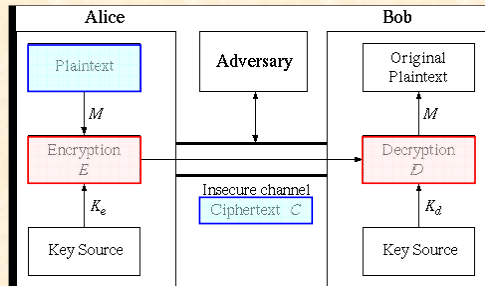 Alice
Bob
Plaintext
Adversary
Original
Plaintext
M
M
Encryption
E
Decryption
D
Insecure channel
Ciphertext C
Ke
Kd
Key Source
Key Source